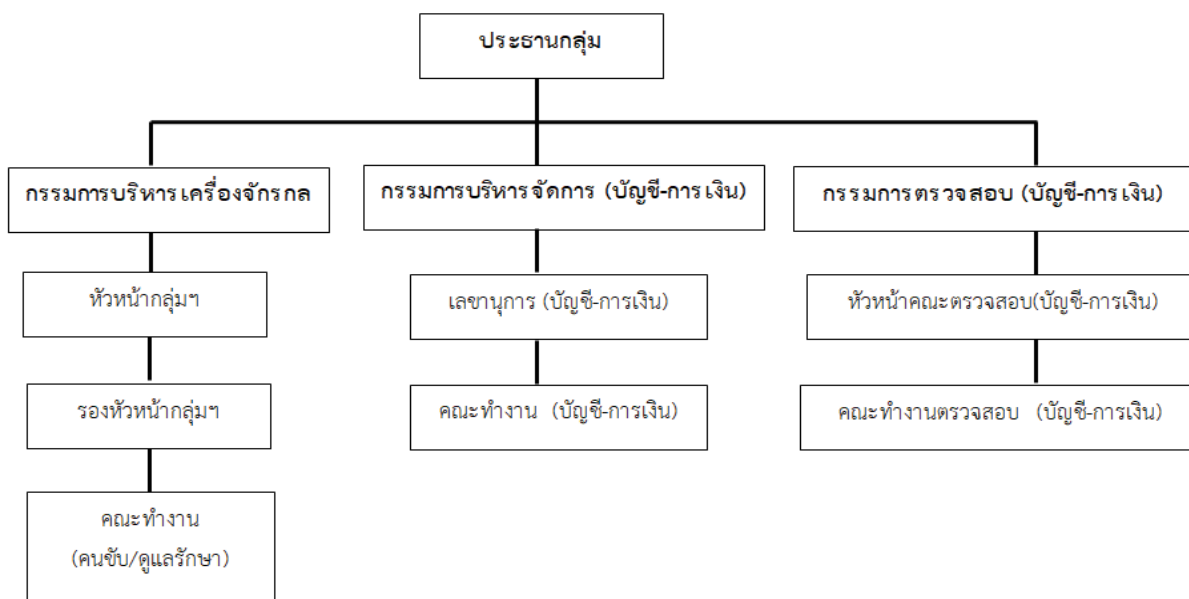 ประธานกลุ่ม
กรรมการบริหารเครื่องจักรกล
กรรมการบริหารจัดการ (บัญชี-การเงิน)
กรรมการตรวจสอบ (บัญชี-การเงิน)
หัวหน้ากลุ่มฯ
เลขานุการ (บัญชี-การเงิน)
หัวหน้าคณะตรวจสอบ(บัญชี-การเงิน)
รองหัวหน้ากลุ่มฯ
คณะทำงาน (บัญชี-การเงิน)
คณะทำงานตรวจสอบ (บัญชี-การเงิน)
คณะทำงาน
(คนขับ/ดูแลรักษา)